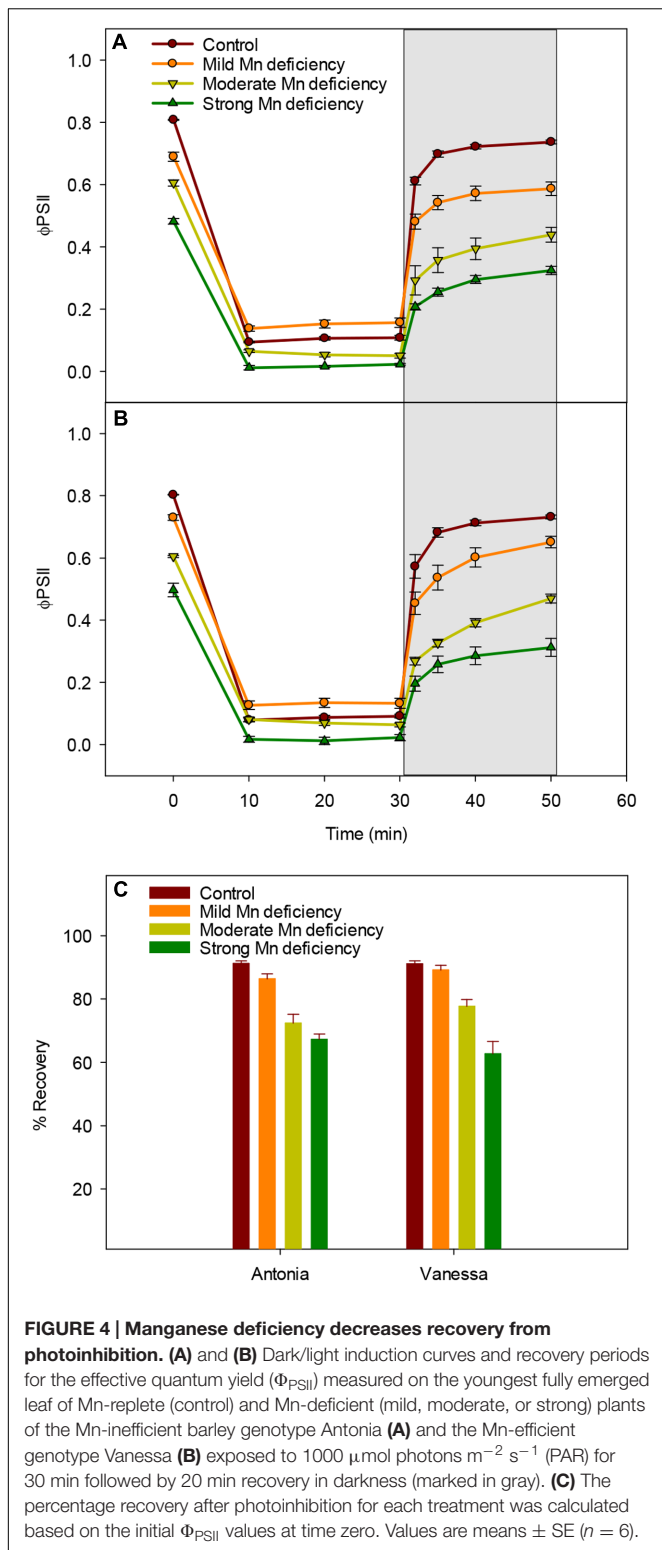 A
Control
Mild Mn deficiency
Moderate Mn deficiency
Strong Mn deficiency
1.0
0.8
0.6
0.4
0.2
0.0
ϕPSII
B
1.0
0.8
0.6
0.4
0.2
0.0
ϕPSII
0 10 20 30 40 50 60
Time (min)
C
Control
Mild Mn deficiency
Moderate Mn deficiency
Strong Mn deficiency
100
80
60
40
20
% Recovery
Antonia Vanessa
FIGURE 4 | Manganese deficiency decreases recovery from
photoinhibition. (A) and (B) Dark/light induction curves and recovery periods
for the effective quantum yield (ΦPSII) measured on the youngest fully emerged
leaf of Mn-replete (control) and Mn-deficient (mild, moderate, or strong) plants
of the Mn-inefficient barley genotype Antonia (A) and the Mn-efficient
genotype Vanessa (B) exposed to 1000 μmol photons m−2 s−1 (PAR) for
30 min followed by 20 min recovery in darkness (marked in gray). (C) The
percentage recovery after photoinhibition for each treatment was calculated
based on the initial ΦPSII values at time zero. Values are means ± SE (n = 6).